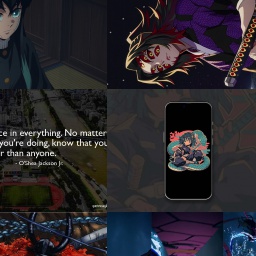 ce in everything. No matter
you're doing, know that you
r than anyone.
- O'Shea Jackson Jr.